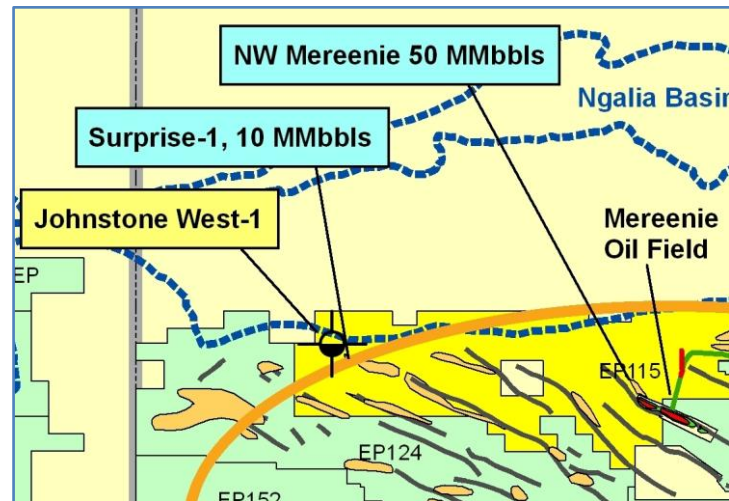 NW Mereenie 50 MMbbls
Ngalia Basin
Surprise-1, 10 MMbbls
Johnstone West-1
Mereenie
Oil Field
EP
EP115
EP124
EP152